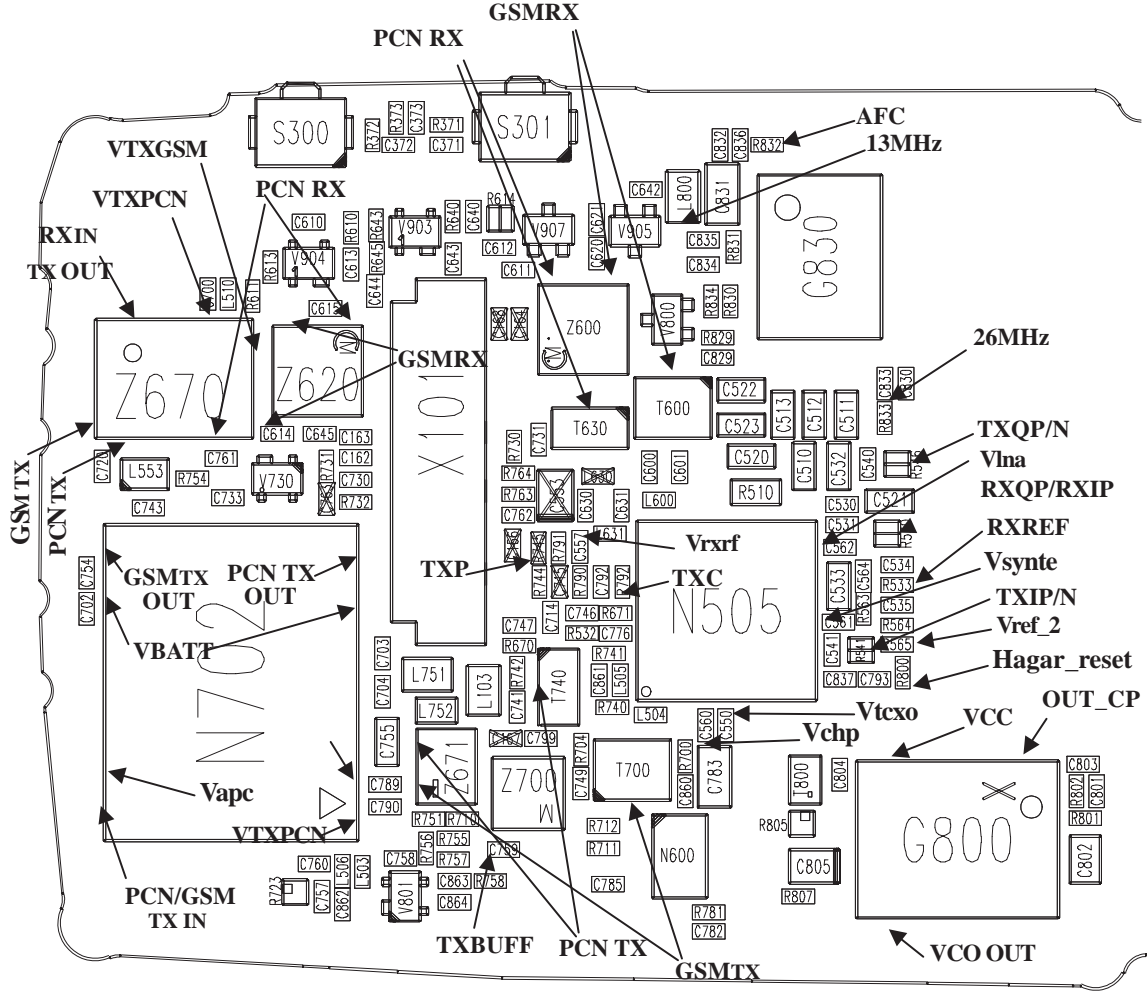 GSMRX
PCN RX
S300
R372
R373
C373
C372
R371
C371
S301
AFC
13MHz
C832
C836
R832
VTXGSM
PCN RX
VTXPCN
RXIN
TX OUT
C610
R610
R643
V903
R640
C640
R614
V907
C621
V905
C642
L800
C831
V904
R613
C613
R645
C644
C643
C612
C611
C620
C835
C834
R831
G830
L510
R611
C615
Z670
Z620
GSMRX
X101
Z600
V800
R834
R830
R829
C829
26MHz
C833
C830
R833
T630
T600
C522
C523
C513
C512
C511
C614
C645
C163
C162
C730
R732
R731
GSMTX
PCN TX
C720
L553
R754
C761
C733
V730
C743
R730
C731
R764
R763
C762
C630
C631
C600
C601
L600
C520
R510
C510
C532
C540
C521
C530
C531
C562
TXQP/N
Vlna
RXQP/RXIP
RXREF
Vsynte
TXIP/N
Vref_2
Hagar_reset
C754
C702
GSMTX
OUT
PCN TX
OUT
N702
VBATT
TXP
R791
C557
Vrxrf
R744
R790
C792
R792
TXC
N505
C533
C564
R563
C534
R533
C535
R564
C561
C541
R541
C837
C793
R800
C714
C746
R671
C747
R532
C776
R670
R741
C703
C704
L751
L752
L103
R742
C741
T740
C861
L505
R740
L504
C560
C550
Vtcxo
Vchp
VCC
OUT_CP
C755
Z671
C799
R704
C749
T700
R700
C860
C783
Z700
T800
C804
G800
C803
R802
C801
R801
C802
Vapc
C789
C790
VTXPCN
R751
R710
R756
R755
R757
R712
R711
N600
R805
C805
R807
PCN/GSM
TX IN
C760
L506
L503
R723
C757
C862
C758
V801
C863
C864
R758
C759
C785
R781
C782
TXBUFF
PCN TX
GSMTX
VCO OUT